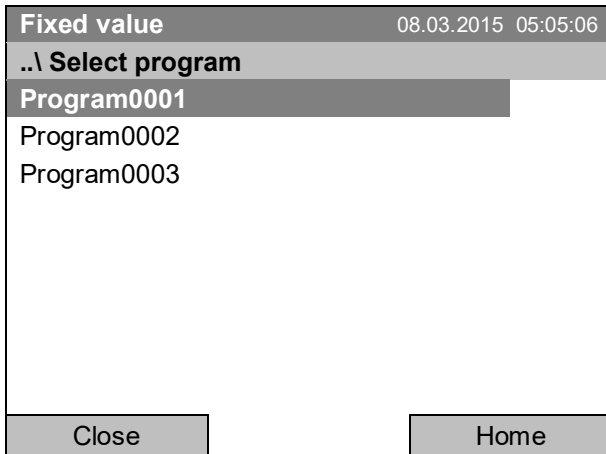 Fixed value 08.03.2015 05:05:06
..\ Select program
Program0001
Program0002
Program0003
Close Home